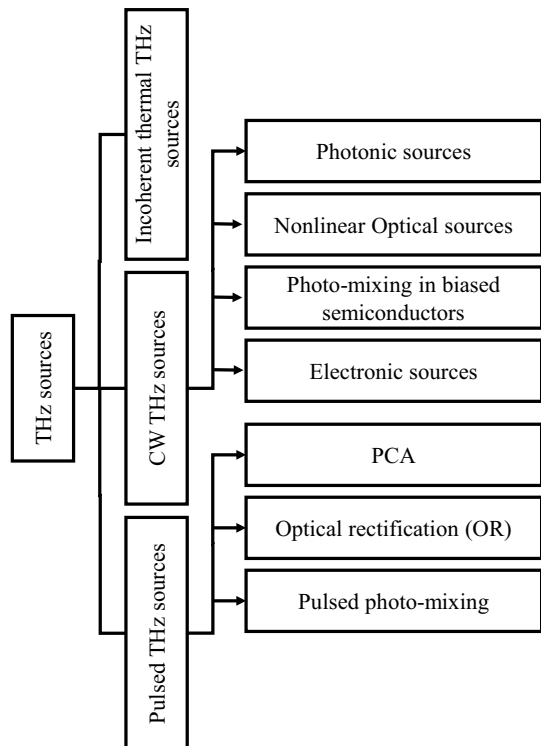 THz sources
Incoherent thermal THz
sources
CW THz sources
Pulsed THz sources
Photonic sources
Nonlinear Optical sources
Photo-mixing in biased
semiconductors
Electronic sources
PCA
Optical rectification (OR)
Pulsed photo-mixing